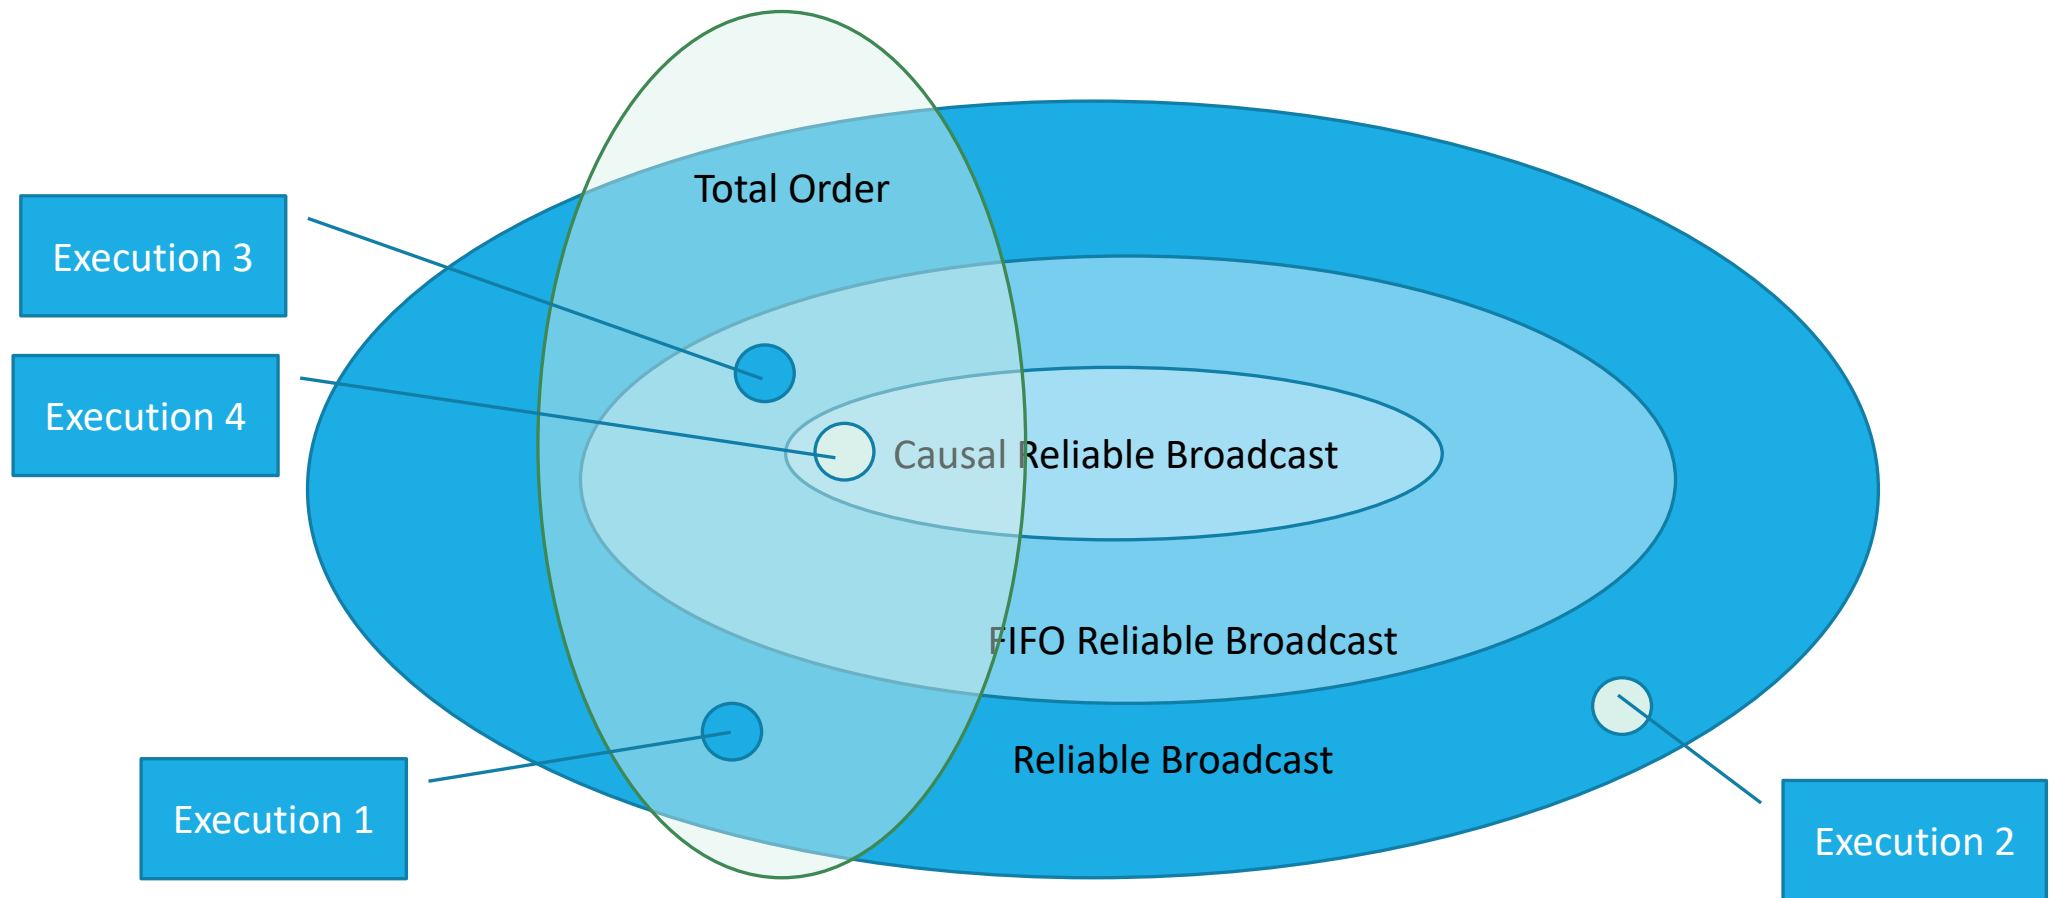 Total Order
Execution 3
Execution 4
Causal Reliable Broadcast
FIFO Reliable Broadcast
Reliable Broadcast
Execution 1
Execution 2